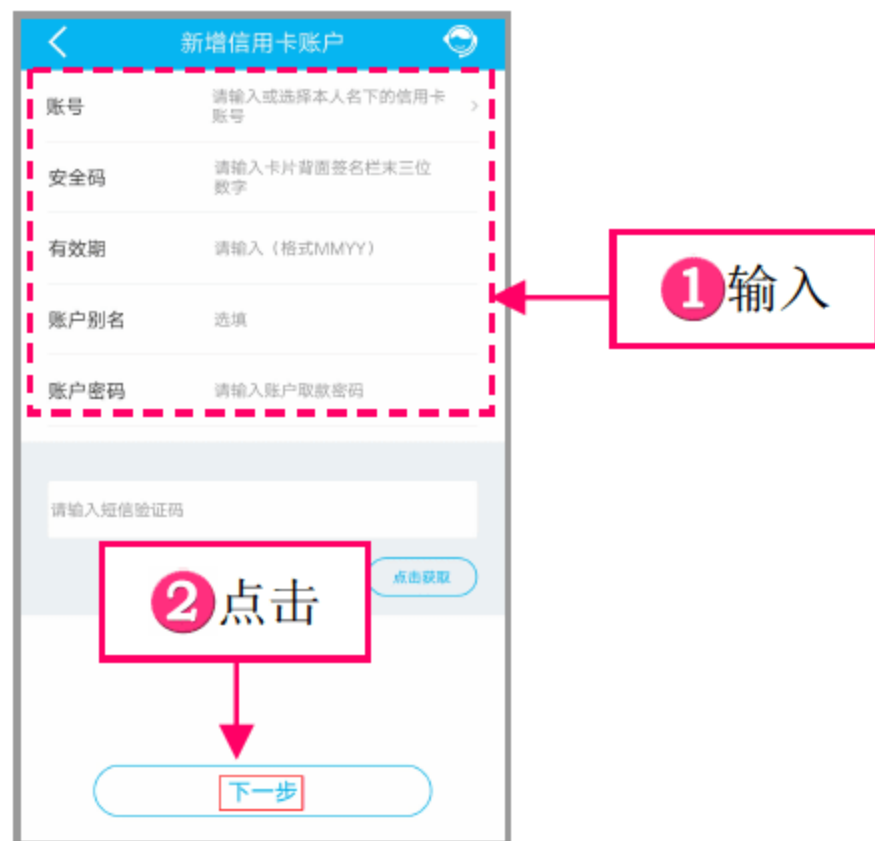 新增信用卡账户
账号
请输入或选择本人名下的信用卡
账号
安全码
请输入卡片背面签名栏末三位
数字
有效期
请输入（格式MMYY）
❶输入
账户别名
选填
账户密码
请输入账户取款密码
请输入短信验证码
点击获取
❷点击
下一步